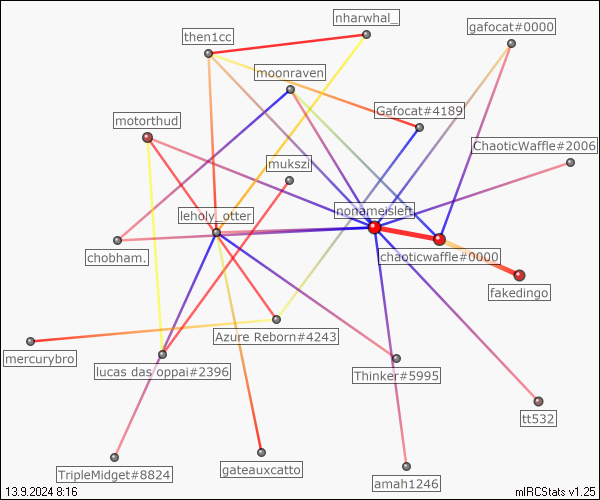 nharwhal_
gafocat#0000
then1cc
moonraven
Gafocat#4189
motorthud
ChaoticWaffle#2006
mukszi
nonameisleft
leholy_otter
chobham.
chaoticwaffle#0000
fakedingo
Azure Reborn#4243
mercurybro
lucas das oppai#2396
Thinker#5995
tt532
TripleMidget#8824
gateauxcatto
amah1246
13.9.2024 8:16
mIRCStats v1.25